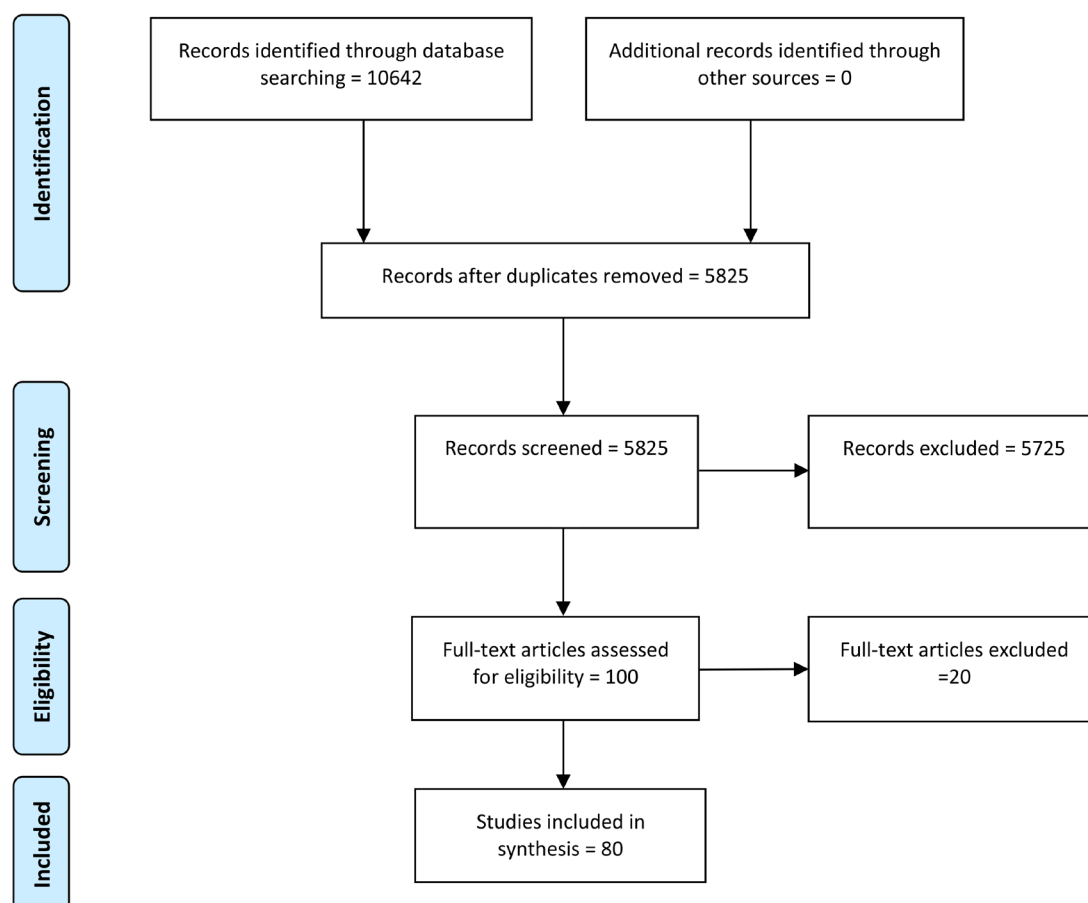 Identification
Records identified through database
searching = 10642
Additional records identified through
other sources = 0
Records after duplicates removed = 5825
Screening
Records screened = 5825
Records excluded = 5725
Eligibility
Full-text articles assessed
for eligibility = 100
Full-text articles excluded
=20
Included
Studies included in
synthesis = 80